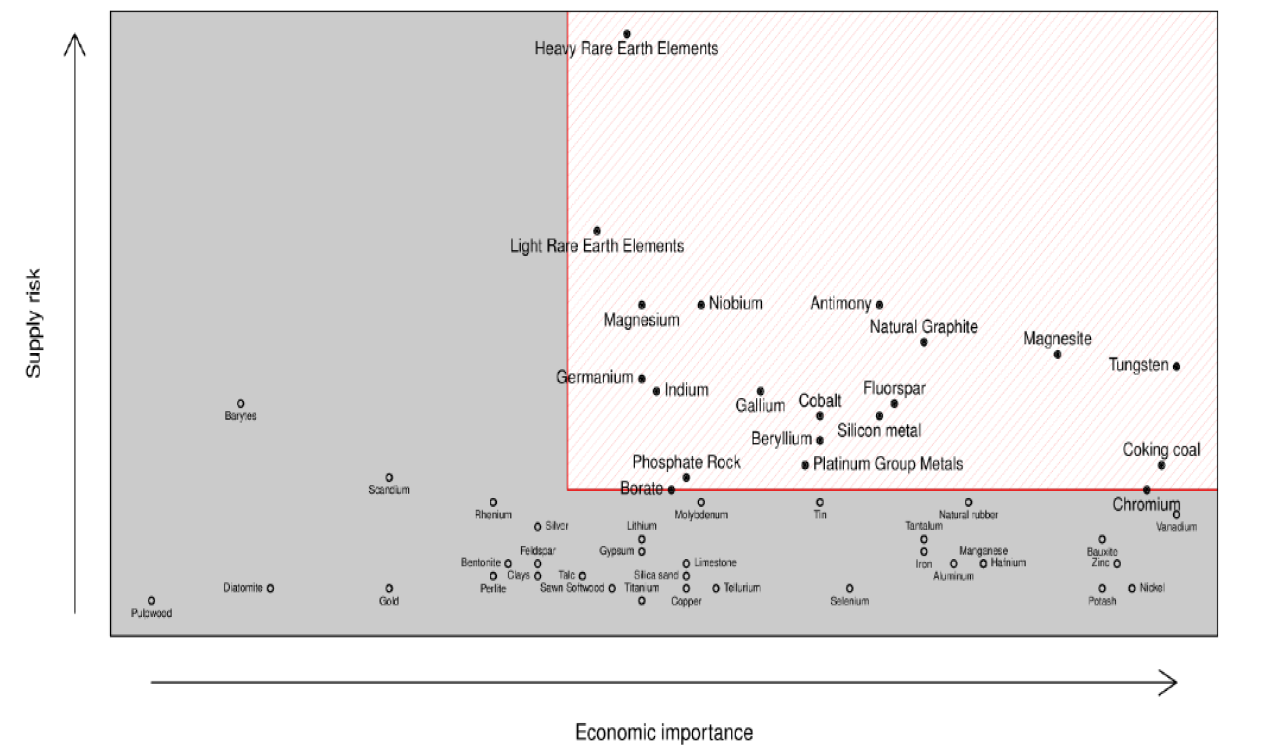 Heavy Rare Earth Elements
Light Rare Earth Elements
Niobium
Antimony
Magnesium
Natural Graphite
Magnesite
Tungsten
Germanium
Indium
Fluorspar
Gallium
Cobalt
Barytes
Silicon metal
Beryllium
Coking coal
Phosphate Rock
Platinum Group Metals
Scandium
Borate
Chromium
Rhenium
Molybdenum
Tin
Natural rubber
Vanadium
Silver
Lithium
Tantalum
Feldspar
Gypsum
Manganese
Bauxite
Bentonite
Limestone
Iron
Hafnium
Zinc
Clays
Talc
Silica sand
Aluminum
Diatomite
Perlite
Sawn Softwood
Titanium
Tellurium
Nickel
Pulpwood
Gold
Copper
Selenium
Potash
Supply risk
Economic importance